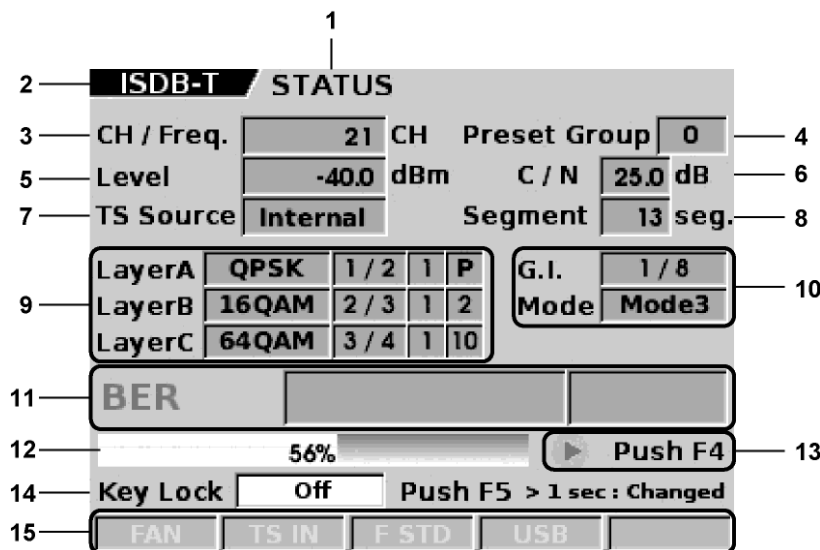 1
2 ISDB-T STATUS
3 CH / Freq. 21 CH Preset Group 0 4
5 Level -40.0 dBm C / N 25.0 dB 6
7 TS Source Internal Segment 13 seg. 8
9 LayerA QPSK 1 / 2 1 P
LayerB 16QAM 2 / 3 1 2
LayerC 64QAM 3 / 4 1 10
G.I. 1 / 8
Mode Mode3
10
11 BER
12 56% Push F4 13
14 Key Lock Off Push F5 > 1 sec : Changed
15 FAN TS IN F STD USB